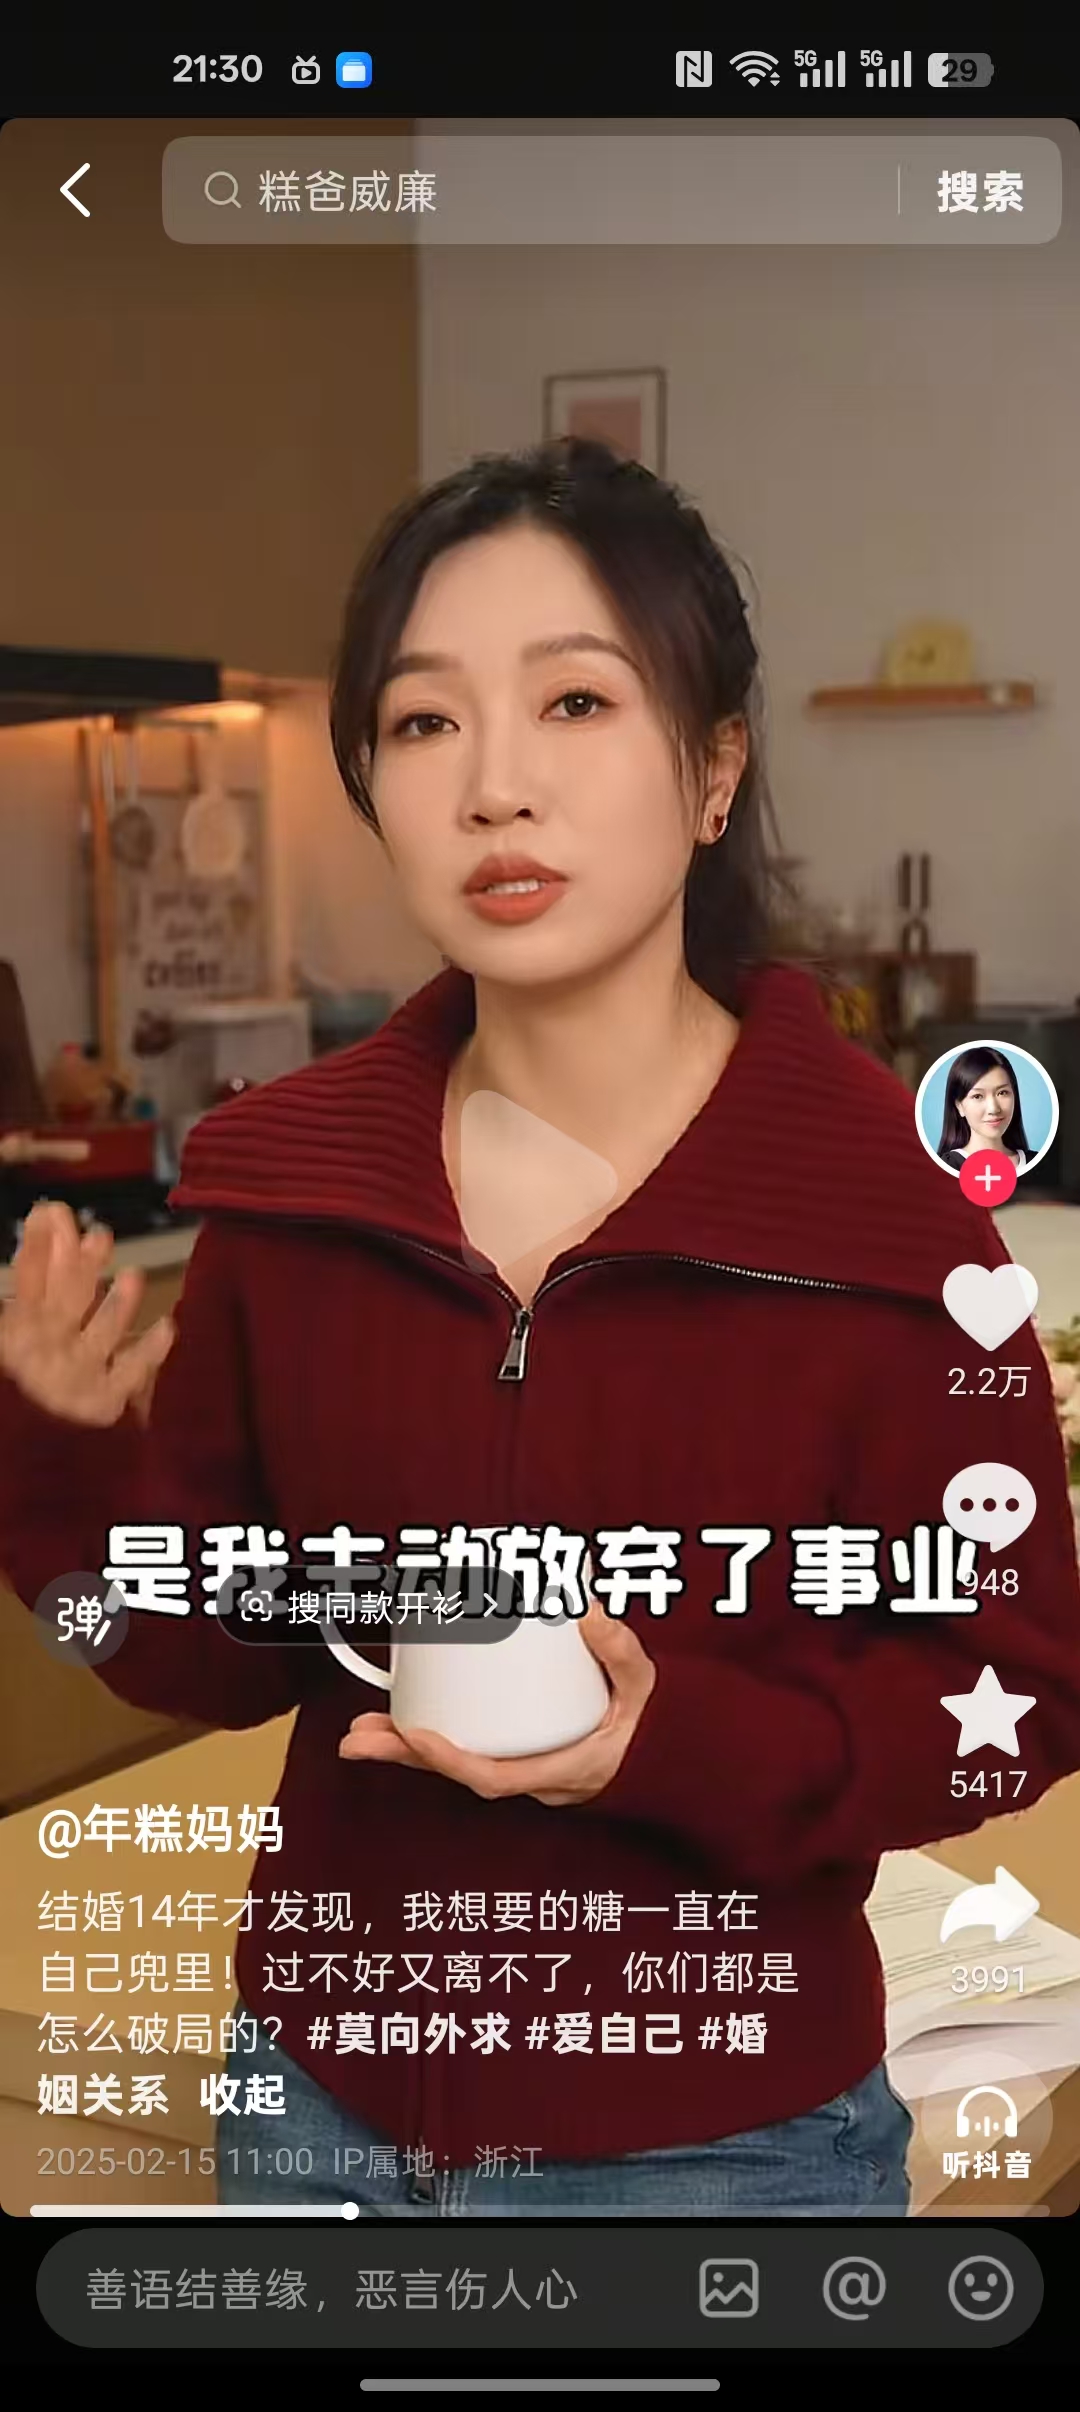 21:30
5G
5G
29
糕爸威廉
搜索
coffee
2.2万
是我主动放弃了事业
948
弹
搜同款开衫
5417
@年糕妈妈
结婚14年才发现，我想要的糖一直在
自己兜里！过不好又离不了，你们都是
怎么破局的？#莫向外求 #爱自己 #婚
姻关系 收起
3991
2025-02-15 11:00 IP属地：浙江
听抖音
善语结善缘，恶言伤人心